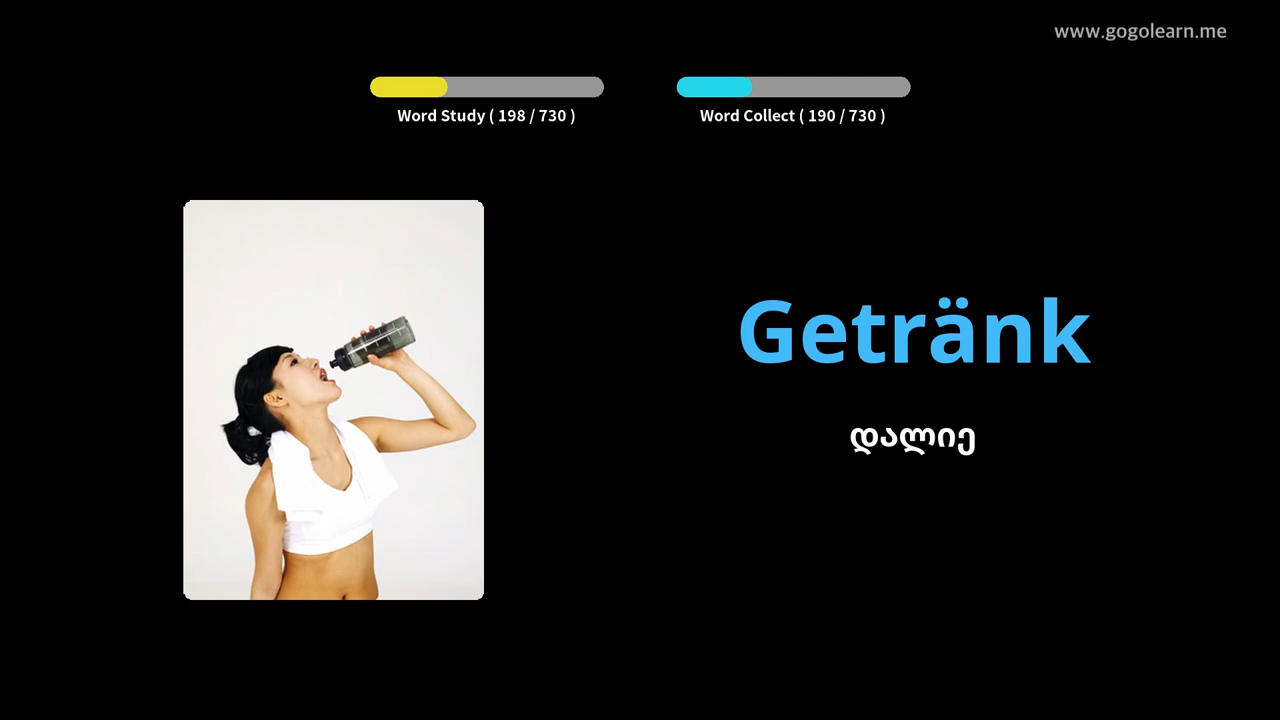 www.gogolearn.me
Word Study ( 198 / 730 )
Word Collect ( 190 / 730 )
Getränk
დალიე